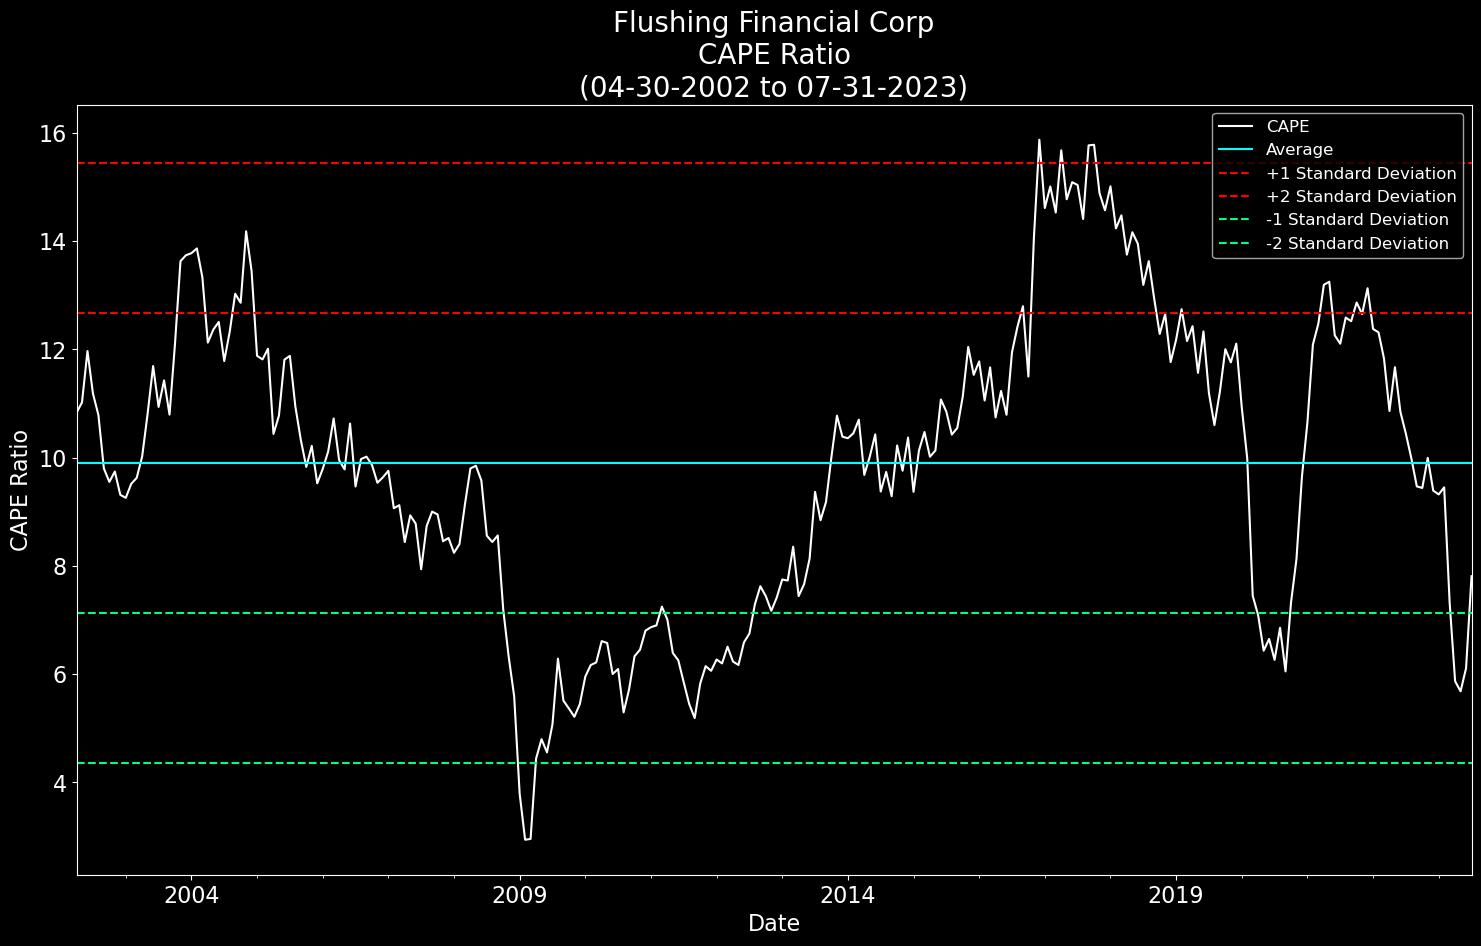 Flushing Financial Corp
CAPE Ratio
(04-30-2002 to 07-31-2023)
CAPE
Average
+1 Standard Deviation
+2 Standard Deviation
-1 Standard Deviation
-2 Standard Deviation
CAPE Ratio
16
14
12
10
8
6
4
2004
2009
2014
2019
Date